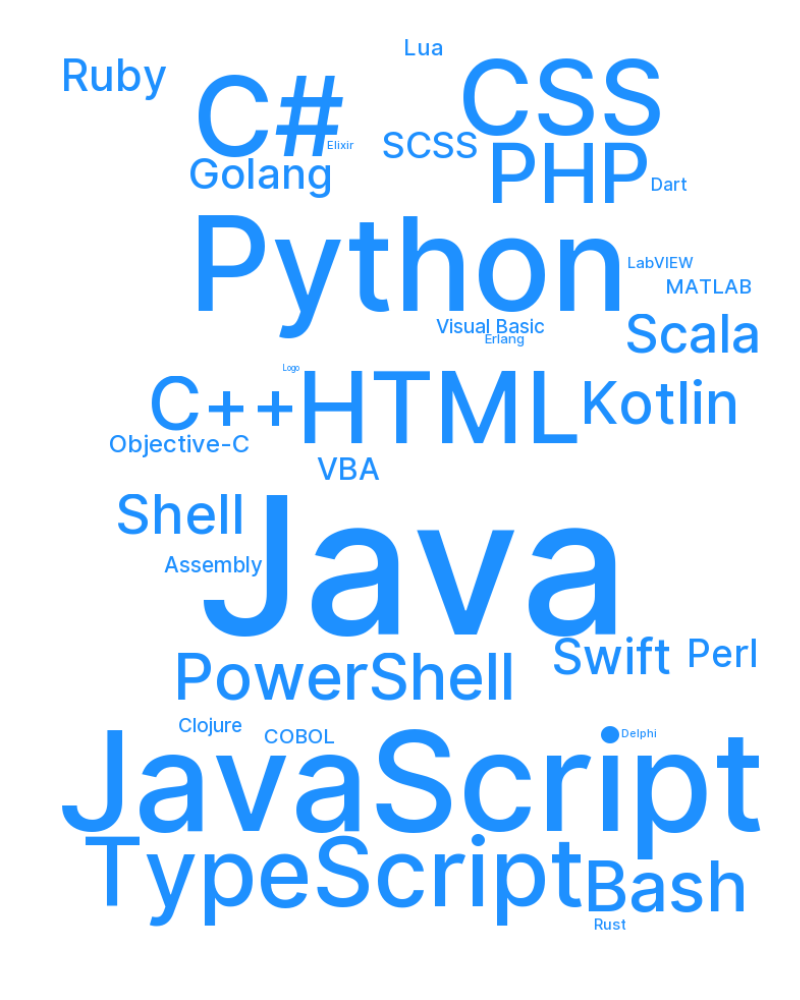 Lua
Ruby
C#
CSS
Elixir
SCSS
Golang
PHP
Dart
Python
LabVIEW
MATLAB
Visual Basic
Erlang
Scala
Logo
C++
HTML
Kotlin
Objective-C
VBA
Shell
Java
Assembly
PowerShell
Swift
Perl
Clojure
COBOL
Delphi
JavaScript
TypeScript
Bash
Rust